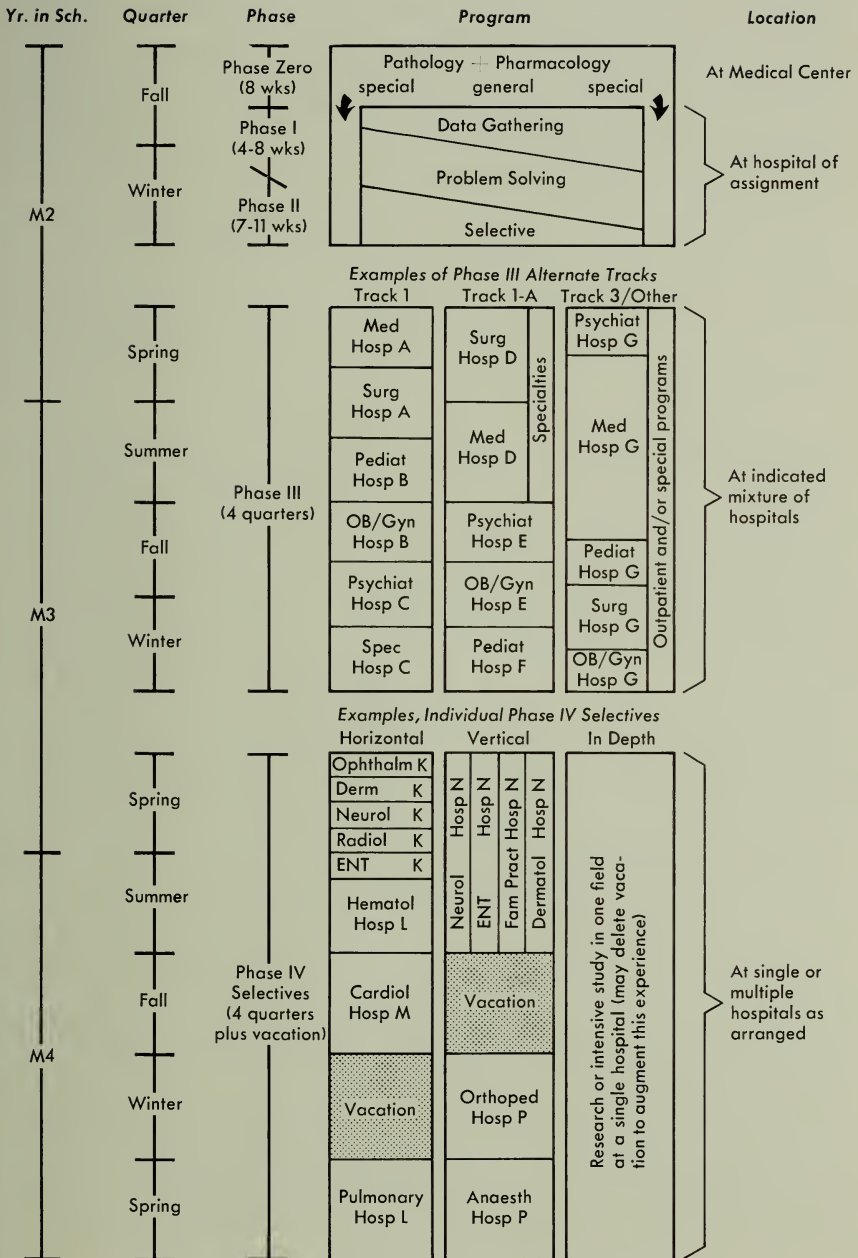 Yr. in Sch. Quarter Phase Program Location
M2
Fall
Winter
Phase Zero
(8 wks)
Phase I
(4-8 wks)
Phase II
(7-11 wks)
Pathology + Pharmacology
special general special
Data Gathering
Problem Solving
Selective
At Medical Center
At hospital of
assignment
Examples of Phase III Alternate Tracks
Track 1 Track 1-A Track 3/Other
Spring
Summer
Fall
Winter
M3
Phase III
(4 quarters)
Med
Hosp A
Surg
Hosp A
Pediat
Hosp B
OB/Gyn
Hosp B
Psychiat
Hosp C
Spec
Hosp C
Surg
Hosp D
Med
Hosp D
Specialties
Psychiat
Hosp E
OB/Gyn
Hosp E
Pediat
Hosp F
Psychiat
Hosp G
Med
Hosp G
Pediat
Hosp G
Surg
Hosp G
OB/Gyn
Hosp G
Outpatient and/or special programs
At indicated
mixture of
hospitals
Examples, Individual Phase IV Selectives
Horizontal Vertical In Depth
Spring
Summer
Fall
Winter
Spring
M4
Phase IV
Selectives
(4 quarters
plus vacation)
Ophthalm K
Derm K
Neurol K
Radiol K
ENT K
Hematol
Hosp L
Cardiol
Hosp M
Vacation
Pulmonary
Hosp L
Neurol Hosp N
ENT Hosp N
Fam Pract Hosp N
Dermatol Hosp N
Vacation
Orthoped
Hosp P
Anaesth
Hosp P
Research or intensive study in one field
at a single hospital (may delete vaca-
tion to augment this experience)
At single or
multiple
hospitals as
arranged